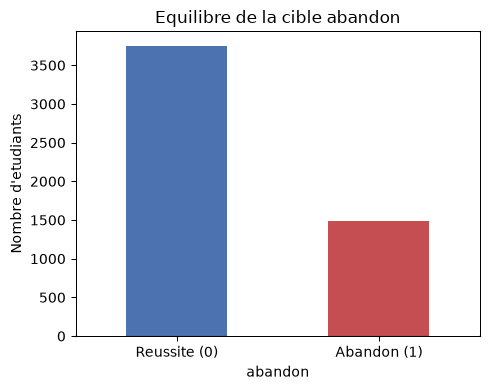 Equilibre de la cible abandon
Nombre d'etudiants
3500
3000
2500
2000
1500
1000
500
0
Reussite (0)
Abandon (1)
abandon